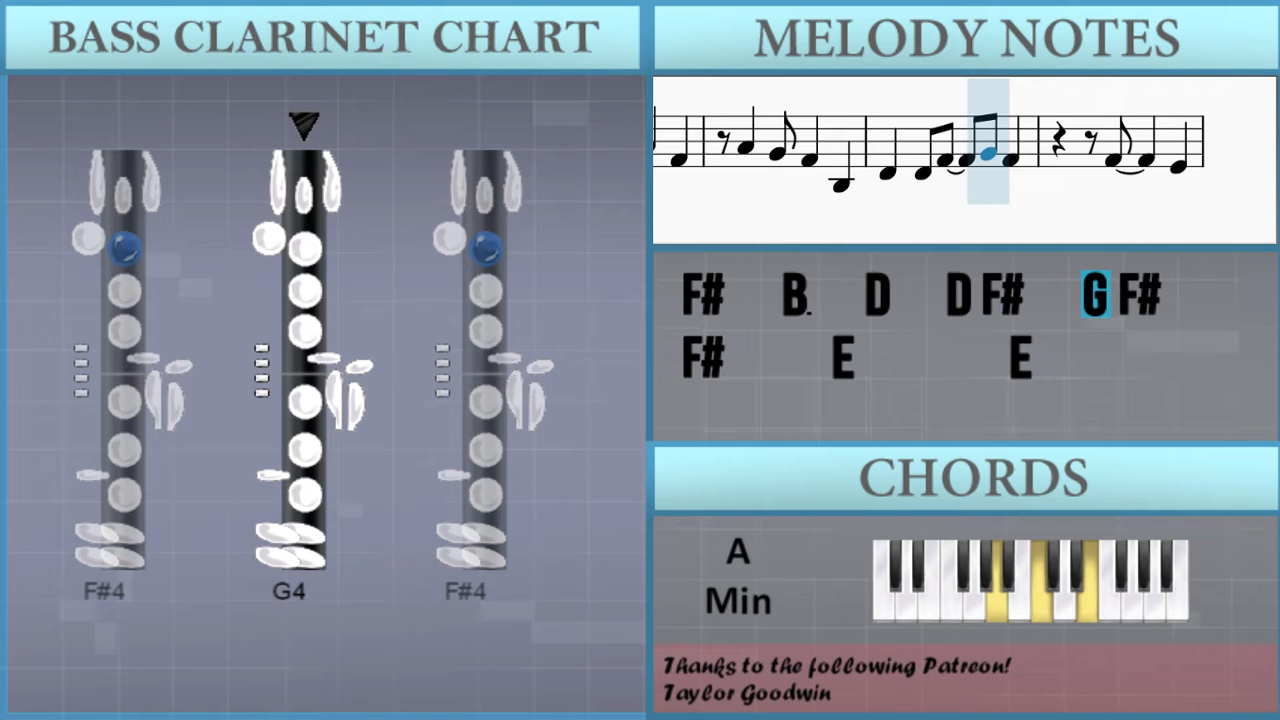 BASS CLARINET CHART
F#4 G4 F#4
MELODY NOTES
F# B. D D F# G F#
F# E E
CHORDS
A
Min
Thanks to the following Patreon!
Taylor Goodwin